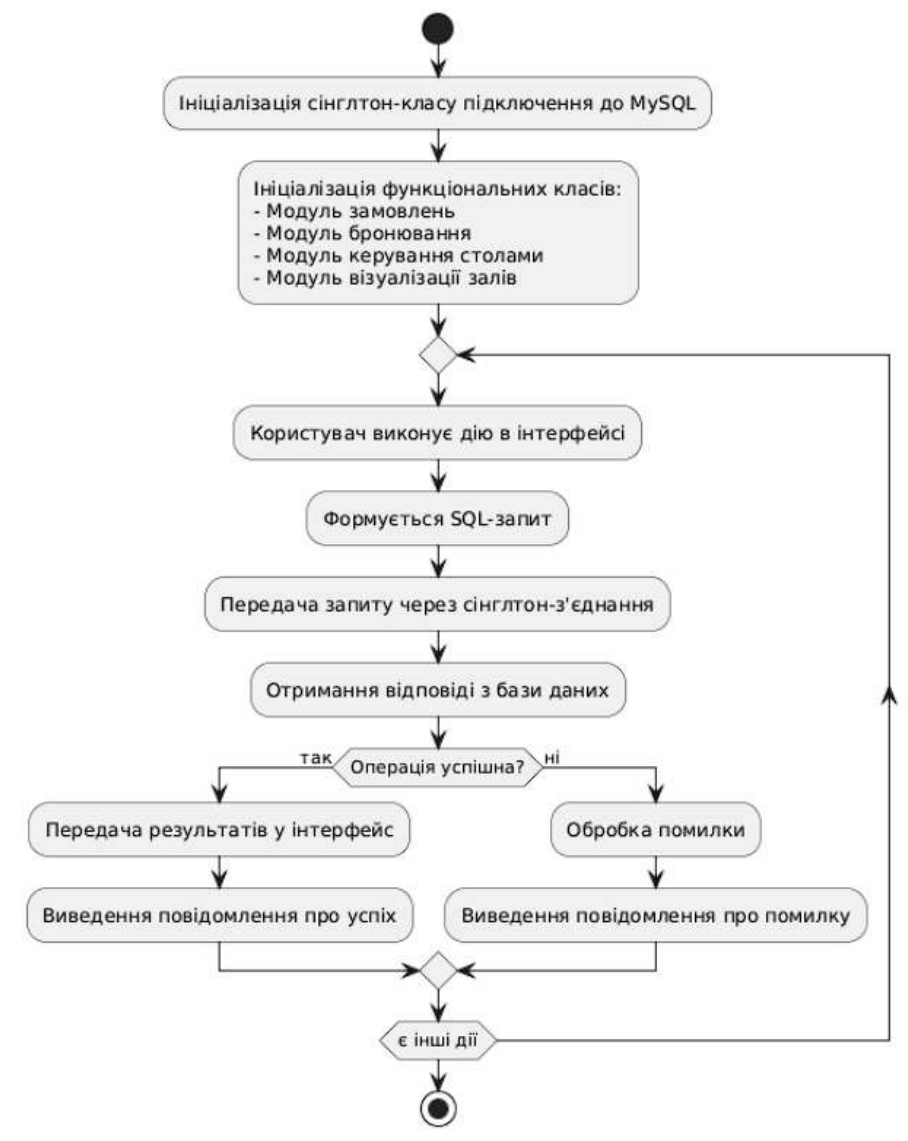 Ініціалізація сінглтон-класу підключення до MySQL
Ініціалізація функціональних класів:
- Модуль замовлень
- Модуль бронювання
- Модуль керування столами
- Модуль візуалізації залів
Користувач виконує дію в інтерфейсі
Формується SQL-запит
Передача запиту через сінглтон-з'єднання
Отримання відповіді з бази даних
так
Операція успішна?
ні
Передача результатів у інтерфейс
Обробка помилки
Виведення повідомлення про успіх
Виведення повідомлення про помилку
є інші дії